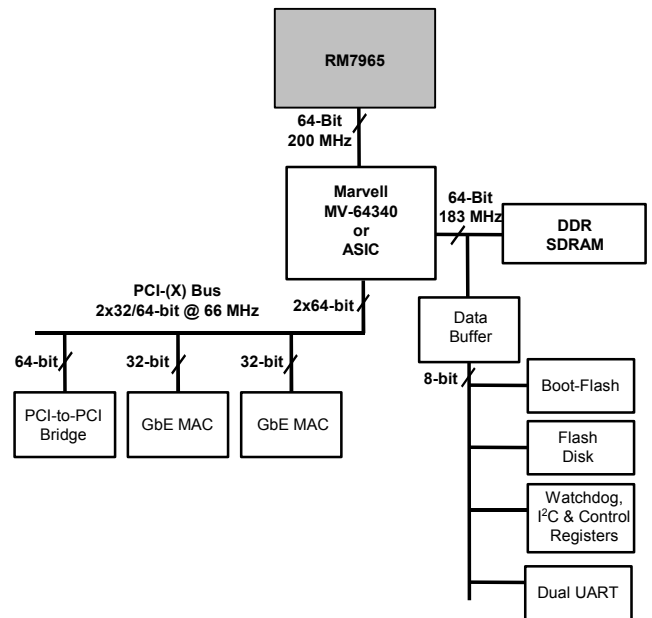 RM7965
64-Bit
200 MHz
Marvell
MV-64340
or
ASIC
64-Bit
183 MHz
DDR
SDRAM
PCI-(X) Bus
2x32/64-bit @ 66 MHz
2x64-bit
Data
Buffer
64-bit
32-bit
32-bit
8-bit
PCI-to-PCI
Bridge
GbE MAC
GbE MAC
Boot-Flash
Flash
Disk
Watchdog,
I²C & Control
Registers
Dual UART